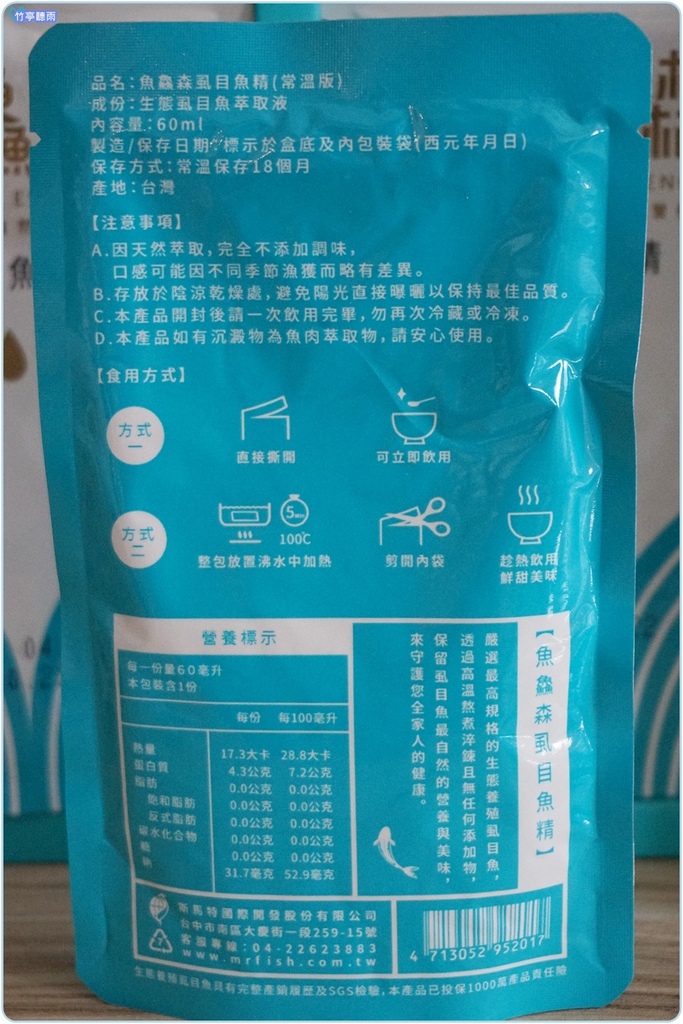 竹亭聽雨
品名:魚鱻森虱目魚精(常溫版)
成份:生態虱目魚萃取液
內容量:60ml
製造/保存日期:標示於盒底及內包裝袋(西元年月日)
保存方式:常溫保存18個月
產地:台灣
【注意事項】
A.因天然萃取,完全不添加調味,
口感可能因不同季節漁獲而略有差異。
B.存放於陰涼乾燥處,避免陽光直接曝曬以保持最佳品質。
C.本產品開封後請一次飲用完畢,勿再次冷藏或冷凍。
D.本產品如有沉澱物為魚肉萃取物,請安心使用。
【食用方式】
方式一
直接撕開
可立即飲用
方式二
5Min
100℃
整包放置沸水中加熱
剪開內袋
趁熱飲用
鮮甜美味
營養標示
每一份量60毫升
本包裝含1份
每份 每100毫升
熱量 17.3大卡 28.8大卡
蛋白質 4.3公克 7.2公克
脂肪 0.0公克 0.0公克
飽和脂肪 0.0公克 0.0公克
反式脂肪 0.0公克 0.0公克
碳水化合物 0.0公克 0.0公克
糖 0.0公克 0.0公克
鈉 31.7毫克 52.9毫克
【魚鱻森虱目魚精】
嚴選最高規格的生態養殖虱目魚,
透過高溫熬煮淬鍊且無任何添加物,
保留虱目魚最自然的營養與美味,
來守護您全家人的健康。
斯馬特國際開發股份有限公司
台中市南區大慶街一段259-15號
客服專線:04-22623883
www.mrfish.com.tw
7
4 713052 952017
生態養殖虱目魚具有完整產銷履歷及SGS檢驗,本產品已投保1000萬產品責任險